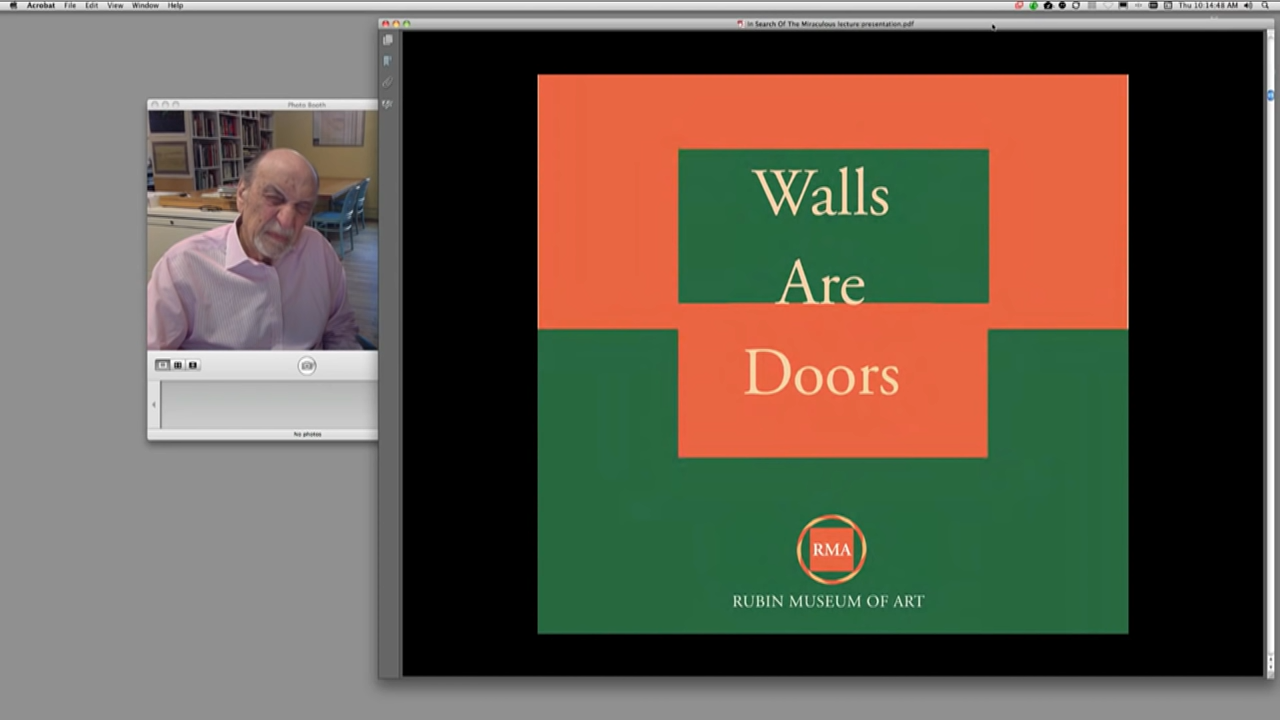 Acrobat File Edit View Window Help
Thu 10:14:48 AM
In Search Of The Miraculous lecture presentation.pdf
Photo Booth
Walls
Are
Doors
No photos
RMA
RUBIN MUSEUM OF ART